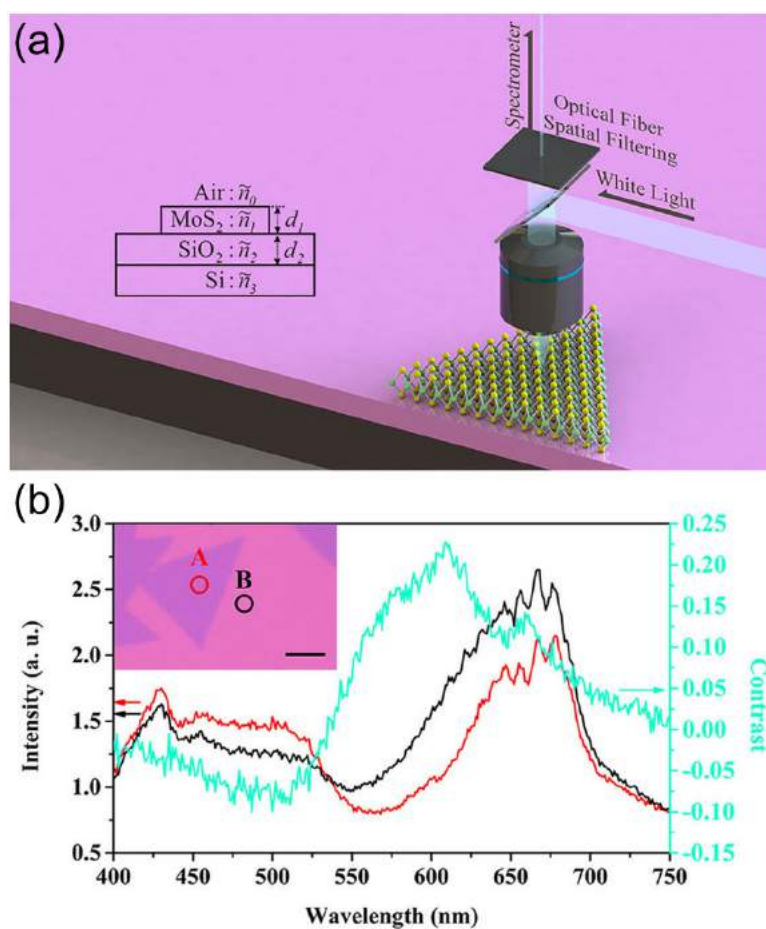 (a)
Spectrometer
Optical Fiber
Spatial Filtering
White Light
Air : ñ₀
MoS₂ : ñ₁
d₁
SiO₂ : ñ₂
d₂
Si : ñ₃
(b)
3.0
2.5
2.0
1.5
1.0
0.5
Intensity (a. u.)
A
B
0.25
0.20
0.15
0.10
0.05
0.00
-0.05
-0.10
-0.15
Contrast
400 450 500 550 600 650 700 750
Wavelength (nm)